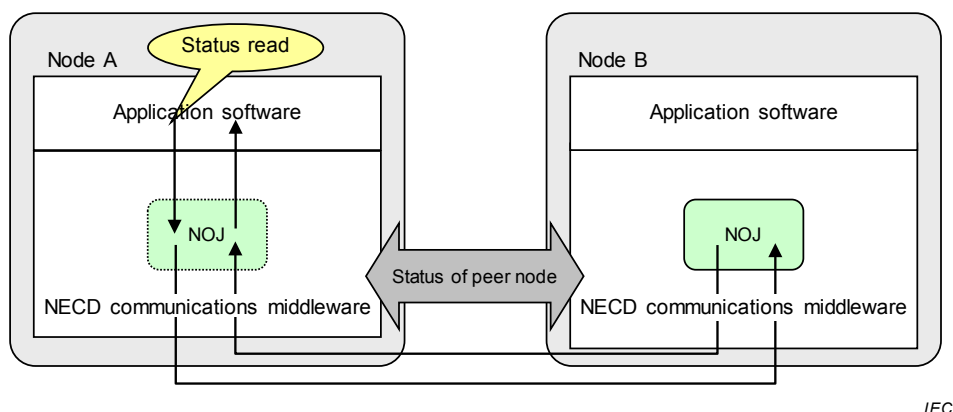 Status read
Node A
Node B
Application software
Application software
NOJ
NOJ
Status of peer node
NECD communications middleware
NECD communications middleware
IEC